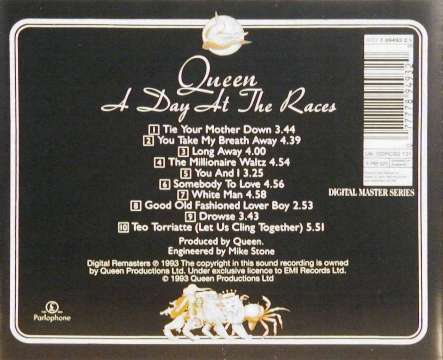 Queen
A Day At The Races
1 Tie Your Mother Down 3.44
2 You Take My Breath Away 4.39
3 Long Away 4.00
4 The Millionaire Waltz 4.54
5 You And I 3.25
6 Somebody To Love 4.56
7 White Man 4.58
8 Good Old Fashioned Lover Boy 2.53
9 Drowse 3.43
10 Teo Torriatte (Let Us Cling Together) 5.51
Produced by Queen.
Engineered by Mike Stone
Digital Remasters ℗ 1993 The copyright in this sound recording is owned
by Queen Productions Ltd. Under exclusive licence to EMI Records Ltd.
© 1993 Queen Productions Ltd
DIGITAL MASTER SERIES
Parlophone